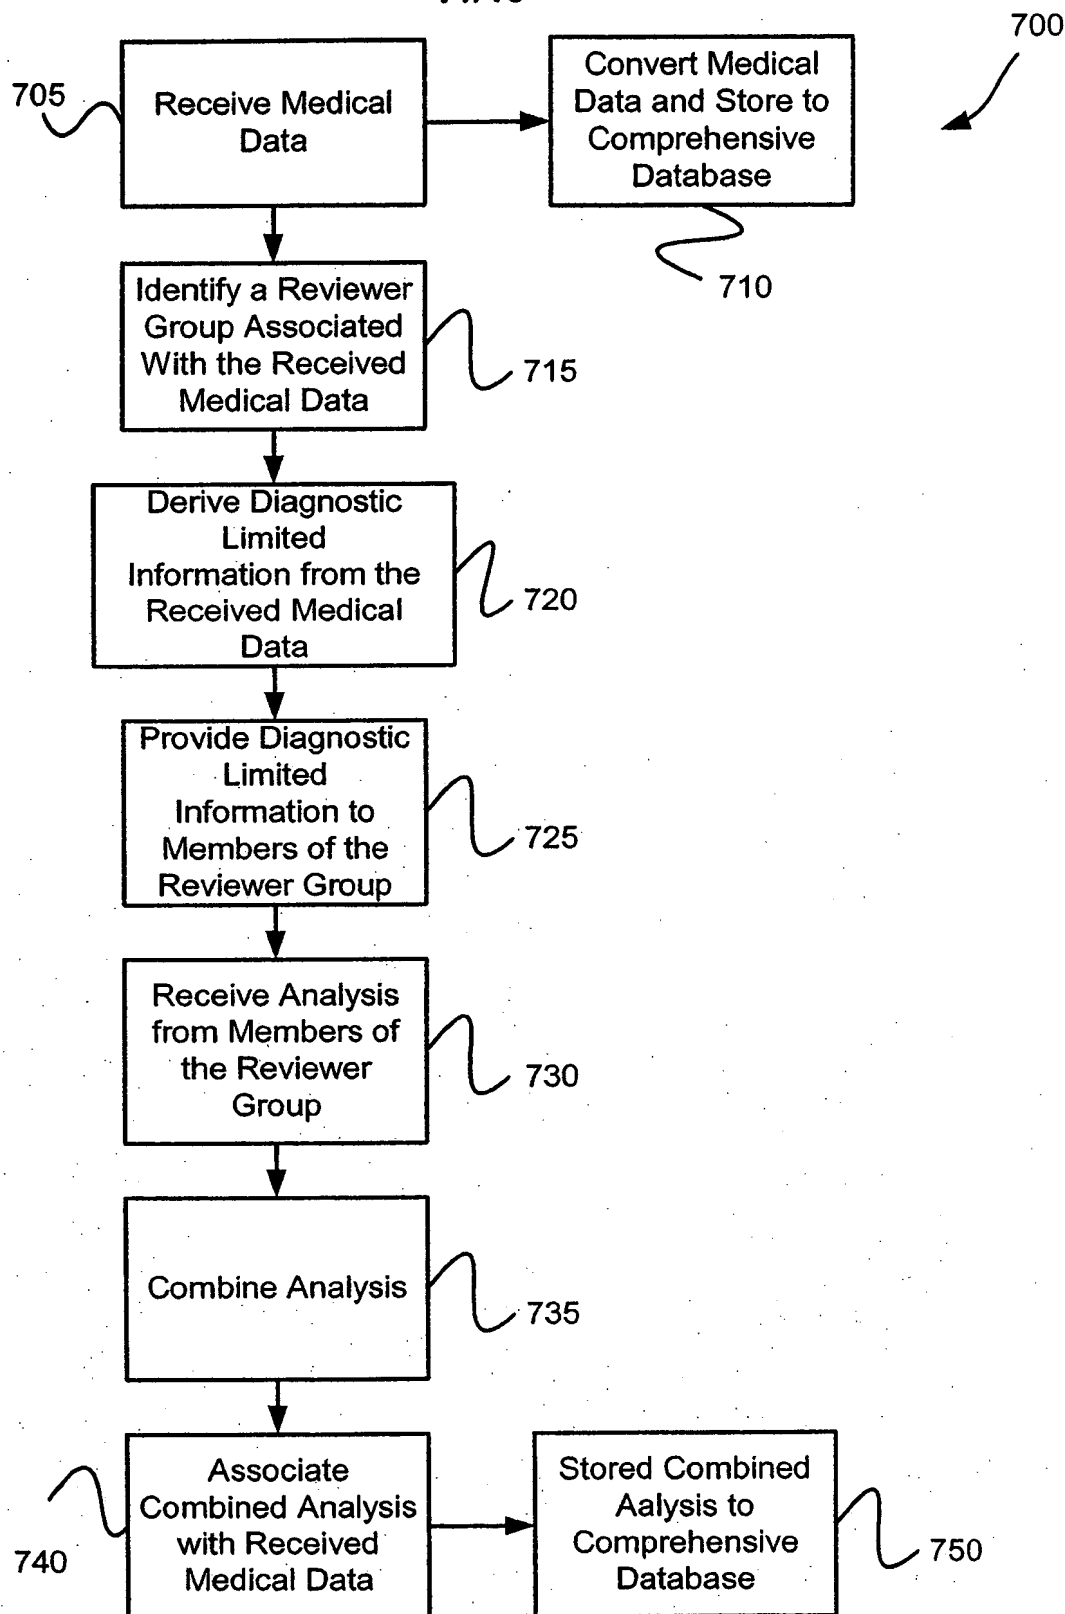 700
705
Receive Medical
Data
Convert Medical
Data and Store to
Comprehensive
Database
710
Identify a Reviewer
Group Associated
With the Received
Medical Data
715
Derive Diagnostic
Limited
Information from the
Received Medical
Data
720
Provide Diagnostic
Limited
Information to
Members of the
Reviewer Group
725
Receive Analysis
from Members of
the Reviewer
Group
730
Combine Analysis
735
Associate
Combined Analysis
with Received
Medical Data
740
Stored Combined
Aalysis to
Comprehensive
Database
750